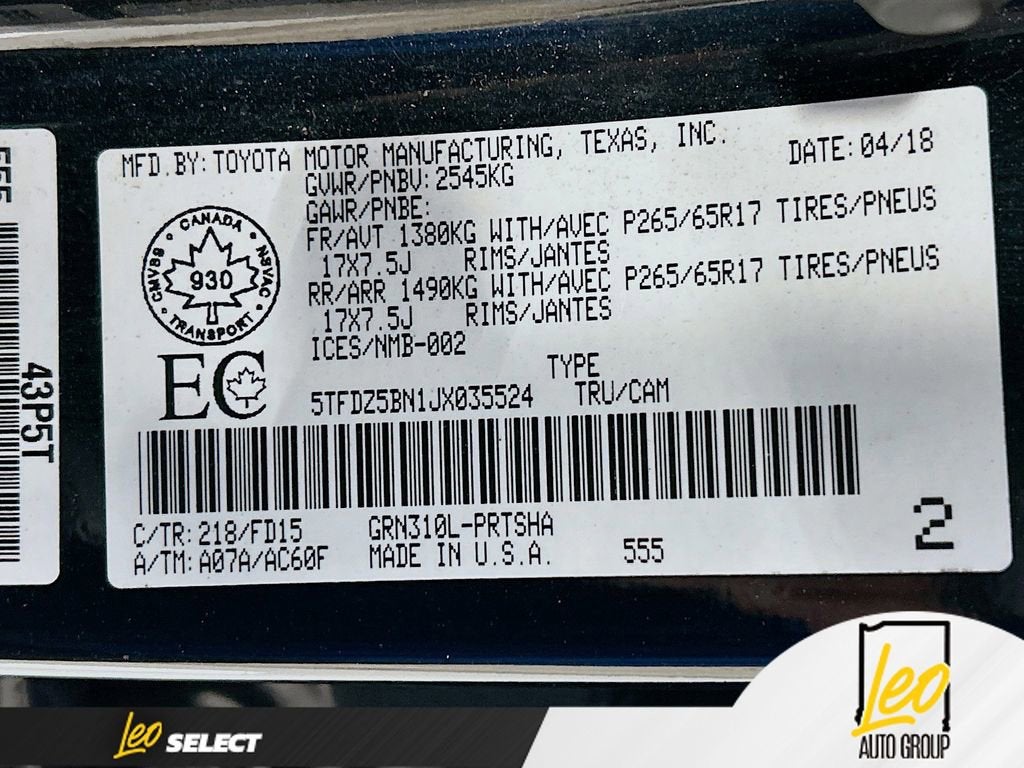 555
43P5T
MFD.BY:TOYOTA MOTOR MANUFACTURING, TEXAS, INC. DATE:04/18
GVWR/PNBV:2545KG
GAWR/PNBE:
FR/AVT 1380KG WITH/AVEC P265/65R17 TIRES/PNEUS
17X7.5J RIMS/JANTES
RR/ARR 1490KG WITH/AVEC P265/65R17 TIRES/PNEUS
17X7.5J RIMS/JANTES
ICES/NMB-002
CANADA
CMVSS NSVAC
930
TRANSPORT
EC
TYPE
5TFDZ5BN1JX035524 TRU/CAM
C/TR:218/FD15 GRN310L-PRTSHA
A/TM:A07A/AC60F MADE IN U.S.A. 555
2
Leo SELECT
Leo
AUTO GROUP